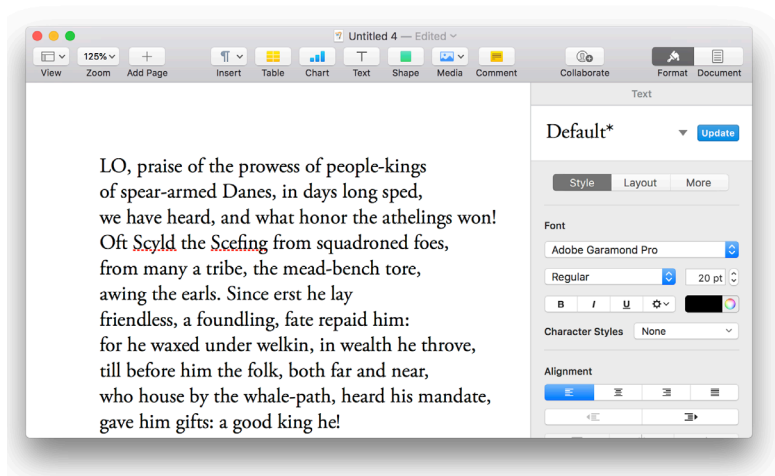 Untitled 4 — Edited
125%
View Zoom Add Page Insert Table Chart Text Shape Media Comment Collaborate Format Document
Text
Default*
Update
Style Layout More
Font
Adobe Garamond Pro
Regular 20 pt
B I U
Character Styles None
Alignment
LO, praise of the prowess of people-kings
of spear-armed Danes, in days long sped,
we have heard, and what honor the athelings won!
Oft Scyld the Scefing from squadroned foes,
from many a tribe, the mead-bench tore,
awing the earls. Since erst he lay
friendless, a foundling, fate repaid him:
for he waxed under welkin, in wealth he throve,
till before him the folk, both far and near,
who house by the whale-path, heard his mandate,
gave him gifts: a good king he!